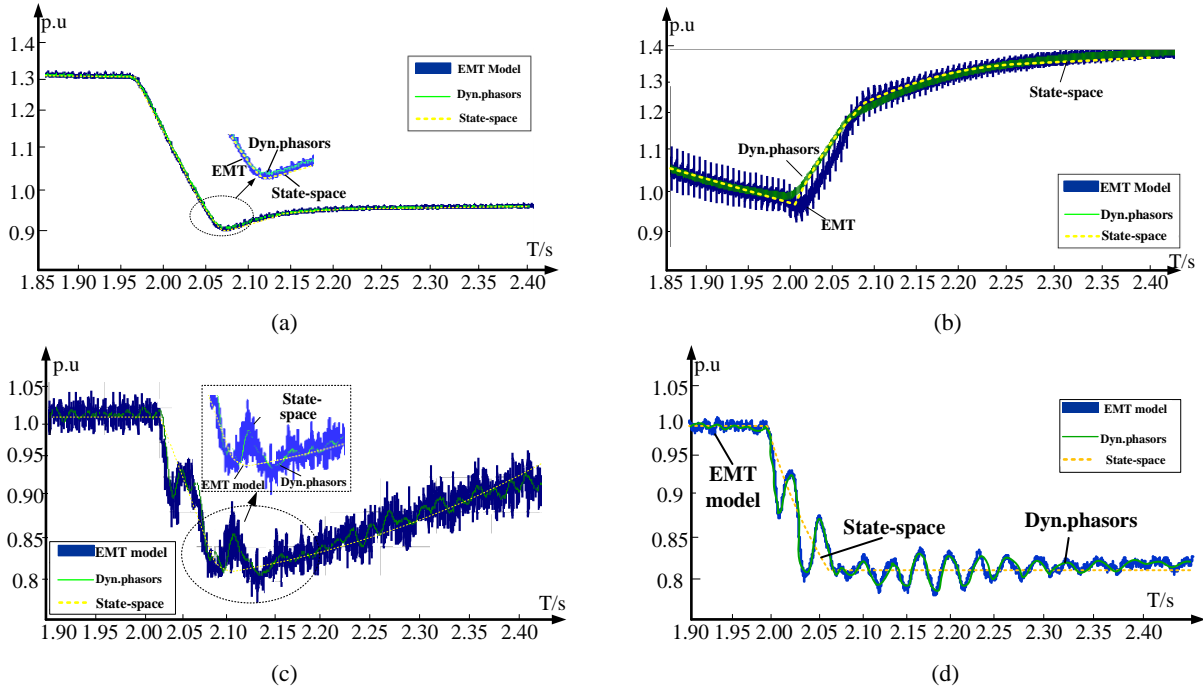 p.u
1.4
1.3
1.2
1.1
1.0
0.9
EMT Model
Dyn.phasors
State-space
Dyn.phasors
EMT
State-space
T/s
1.85 1.90 1.95 2.00 2.05 2.10 2.15 2.20 2.25 2.30 2.35 2.40
(a)
p.u
1.4
1.3
1.2
1.1
1.0
0.9
State-space
Dyn.phasors
EMT
EMT Model
Dyn.phasors
State-space
T/s
1.85 1.90 1.95 2.00 2.05 2.10 2.15 2.20 2.25 2.30 2.35 2.40
(b)
p.u
1.05
1.0
0.95
0.90
0.85
0.8
State-
space
EMT model
Dyn.phasors
EMT model
Dyn.phasors
State-space
T/s
1.90 1.95 2.00 2.05 2.10 2.15 2.20 2.25 2.30 2.35 2.40
(c)
p.u
1.05
1.0
0.95
0.90
0.85
0.8
EMT
model
State-space
Dyn.phasors
EMT model
Dyn.phasors
State-space
T/s
1.90 1.95 2.00 2.05 2.10 2.15 2.20 2.25 2.30 2.35 2.40
(d)